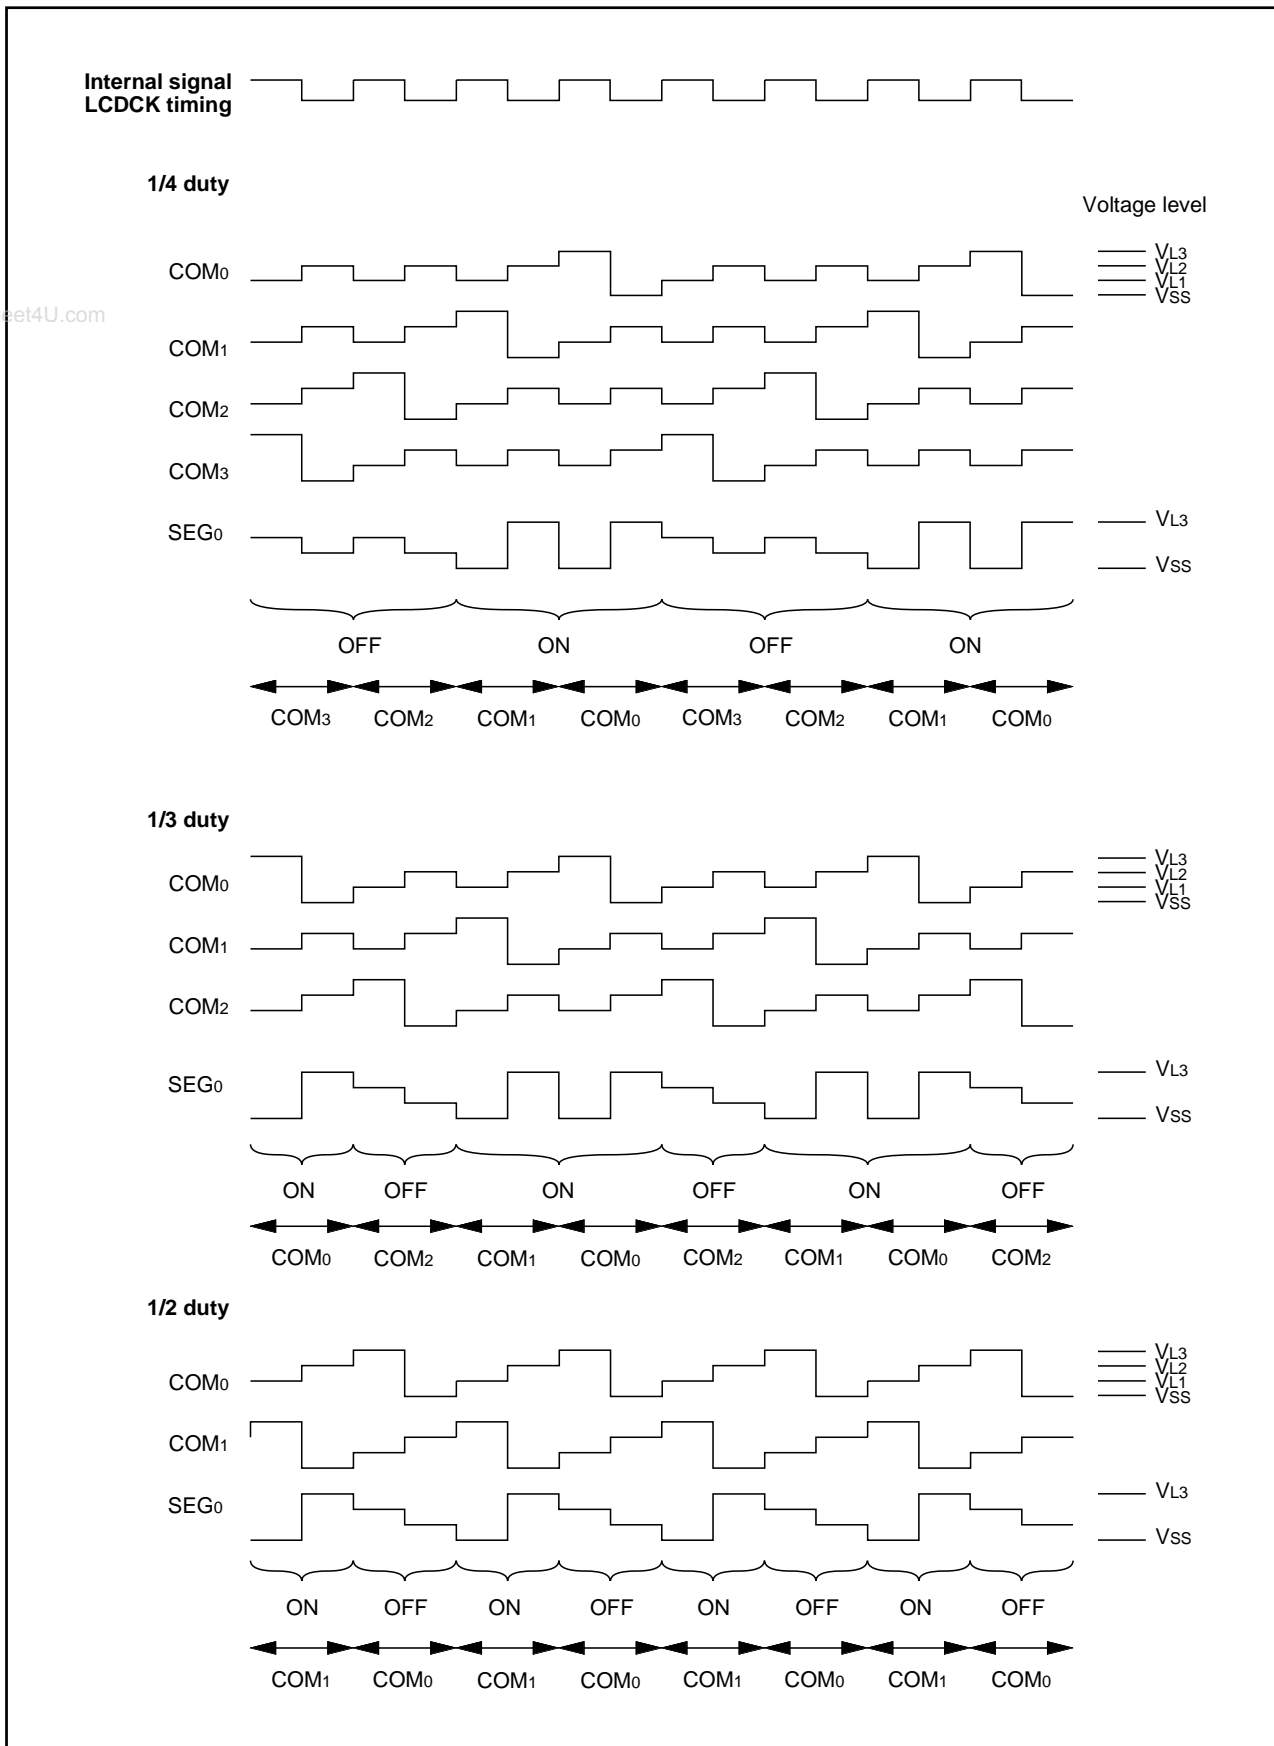 Internal signal
LCDCK timing
1/4 duty
Voltage level
COM0
VL3
VL2
VL1
VSS
eet4U.com
COM1
COM2
COM3
SEG0
VL3
VSS
OFF ON OFF ON
COM3 COM2 COM1 COM0 COM3 COM2 COM1 COM0
1/3 duty
COM0
VL3
VL2
VL1
VSS
COM1
COM2
SEG0
VL3
VSS
ON OFF ON OFF ON OFF
COM0 COM2 COM1 COM0 COM2 COM1 COM0 COM2
1/2 duty
COM0
VL3
VL2
VL1
VSS
COM1
SEG0
VL3
VSS
ON OFF ON OFF ON OFF ON OFF
COM1 COM0 COM1 COM0 COM1 COM0 COM1 COM0